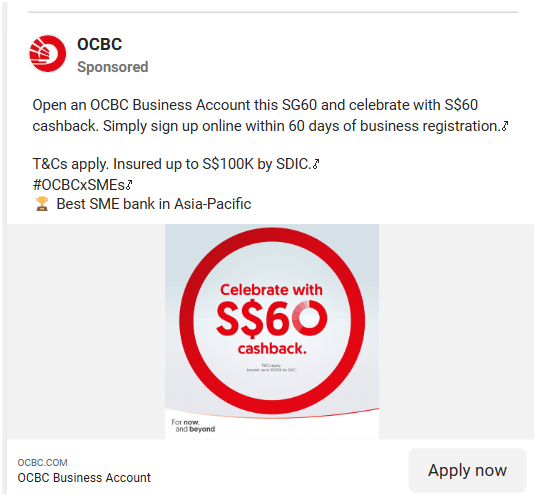 OCBC
Sponsored
Open an OCBC Business Account this SG60 and celebrate with S$60
cashback. Simply sign up online within 60 days of business registration.
T&Cs apply. Insured up to S$100K by SDIC.
#OCBCxSMEs
🏆 Best SME bank in Asia-Pacific
Celebrate with
S$60
cashback.
T&Cs apply.
Insured up to S$100K by SDIC
For now,
and beyond
OCBC.COM
OCBC Business Account
Apply now